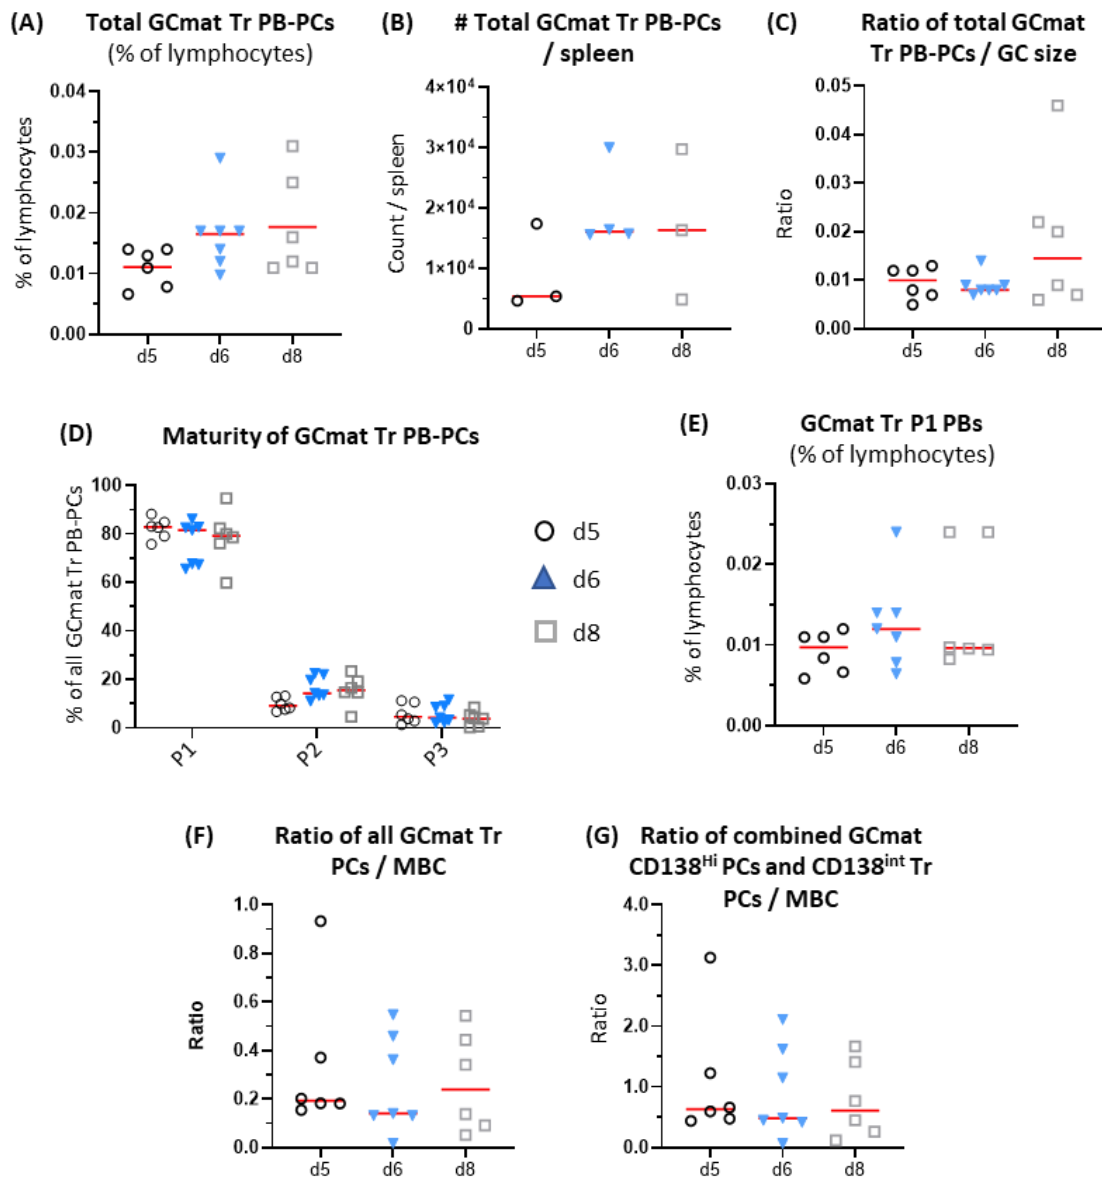 (A) Total GCmat Tr PB-PCs
(% of lymphocytes)
% of lymphocytes
0.04
0.03
0.02
0.01
0.00
d5 d6 d8
(B) # Total GCmat Tr PB-PCs
/ spleen
Count / spleen
4×10⁴
3×10⁴
2×10⁴
1×10⁴
0
d5 d6 d8
(C) Ratio of total GCmat
Tr PB-PCs / GC size
Ratio
0.05
0.04
0.03
0.02
0.01
0.00
d5 d6 d8
(D) Maturity of GCmat Tr PB-PCs
% of all GCmat Tr PB-PCs
100
80
60
40
20
0
P1 P2 P3
d5
d6
d8
(E) GCmat Tr P1 PBs
(% of lymphocytes)
% of lymphocytes
0.03
0.02
0.01
0.00
d5 d6 d8
(F) Ratio of all GCmat Tr
PCs / MBC
Ratio
1.0
0.8
0.6
0.4
0.2
0.0
d5 d6 d8
(G) Ratio of combined GCmat
CD138ᴴⁱ PCs and CD138ⁱⁿᵗ Tr
PCs / MBC
Ratio
4.0
3.0
2.0
1.0
0.0
d5 d6 d8